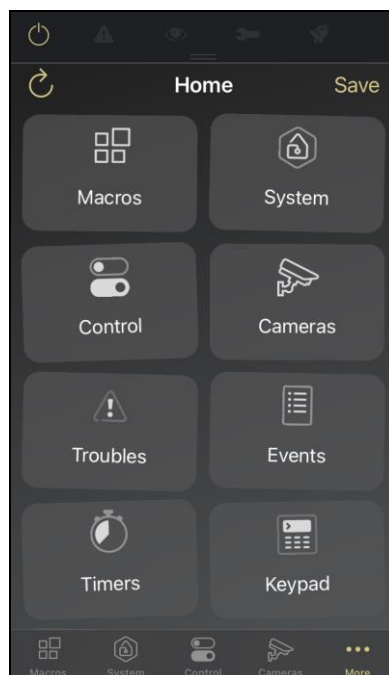 Home
Save
Macros
System
Control
Cameras
Troubles
Events
Timers
Keypad
Macros
System
Control
Cameras
More